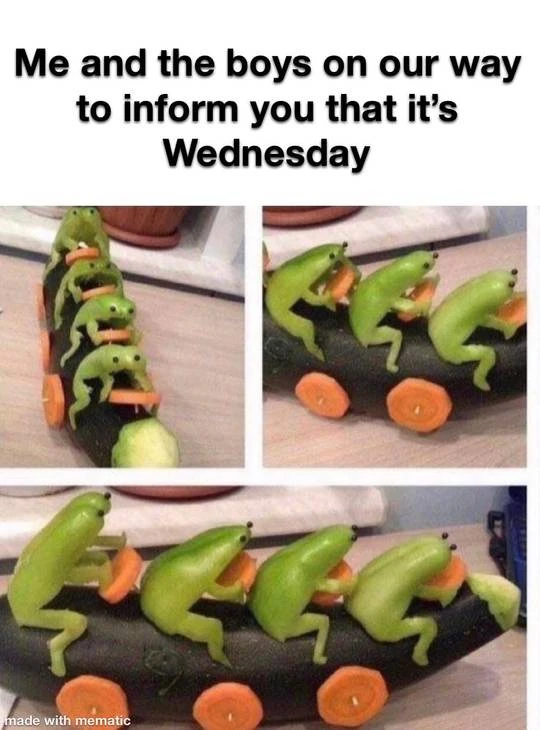 Me and the boys on our way
to inform you that it’s
Wednesday
made with mematic